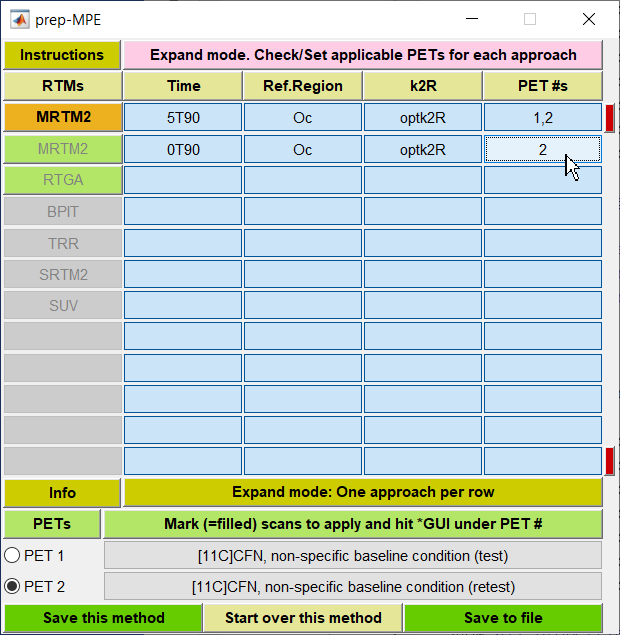 prep-MPE
Instructions Expand mode. Check/Set applicable PETs for each approach
RTMs Time Ref.Region k2R PET #s
MRTM2 5T90 Oc optk2R 1,2
MRTM2 0T90 Oc optk2R 2
RTGA
BPIT
TRR
SRTM2
SUV
Info Expand mode: One approach per row
PETs Mark (=filled) scans to apply and hit *GUI under PET #
PET 1 [11C]CFN, non-specific baseline condition (test)
PET 2 [11C]CFN, non-specific baseline condition (retest)
Save this method Start over this method Save to file